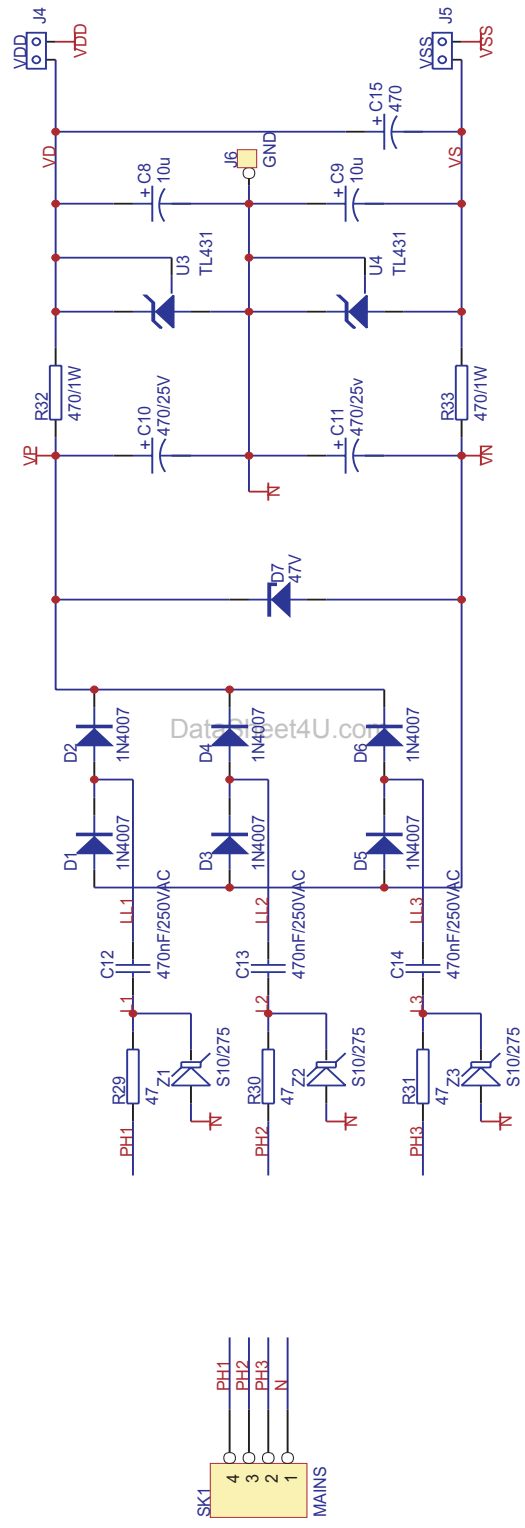 VDD
J4
VDD
VSS
J5
VSS
VD
VS
+
C15
470
+
C8
10u
J6
GND
+
C9
10u
U3
TL431
U4
TL431
R32
470/1W
R33
470/1W
VP
VN
+
C10
470/25V
+
C11
470/25v
N
D7
47V
DataSheet4U.com
D2
1N4007
D4
1N4007
D6
1N4007
D1
1N4007
D3
1N4007
D5
1N4007
LL1
LL2
LL3
C12
470nF/250VAC
C13
470nF/250VAC
C14
470nF/250VAC
L1
L2
L3
R29
47
Z1
S10/275
R30
47
Z2
S10/275
R31
47
Z3
S10/275
N
N
N
PH1
PH2
PH3
PH1
PH2
PH3
N
SK1
4
3
2
1
MAINS